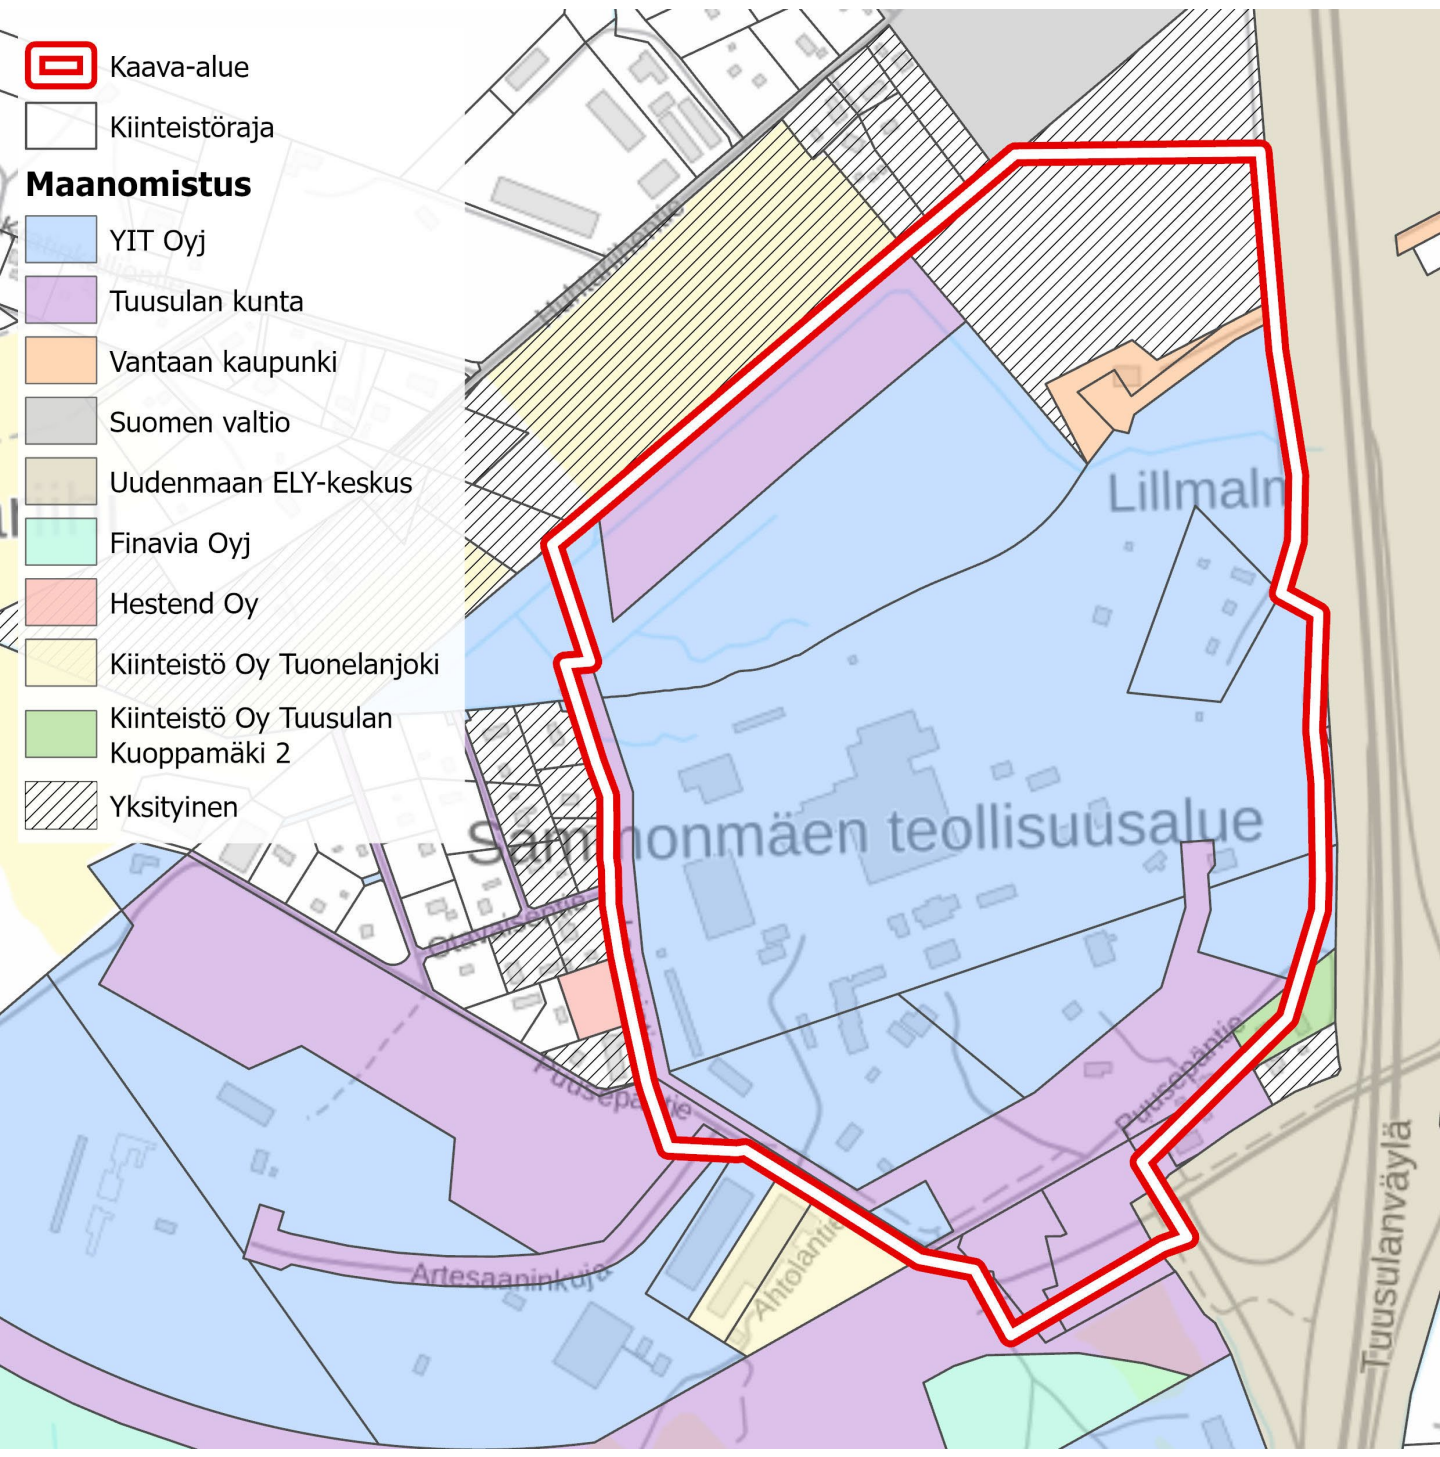 Kaava-alue
Kiinteistöraja
Maanomistus
YIT Oyj
Tuusulan kunta
Vantaan kaupunki
Suomen valtio
Uudenmaan ELY-keskus
Finavia Oyj
Hestend Oy
Kiinteistö Oy Tuonelanjoki
Kiinteistö Oy Tuusulan
Kuoppamäki 2
Yksityinen
Lillmalm
Sammonmäen teollisuusalue
Puusepäntie
Puusepäntie
Artesaaninkuja
Ahtolantie
Tuusulanväylä